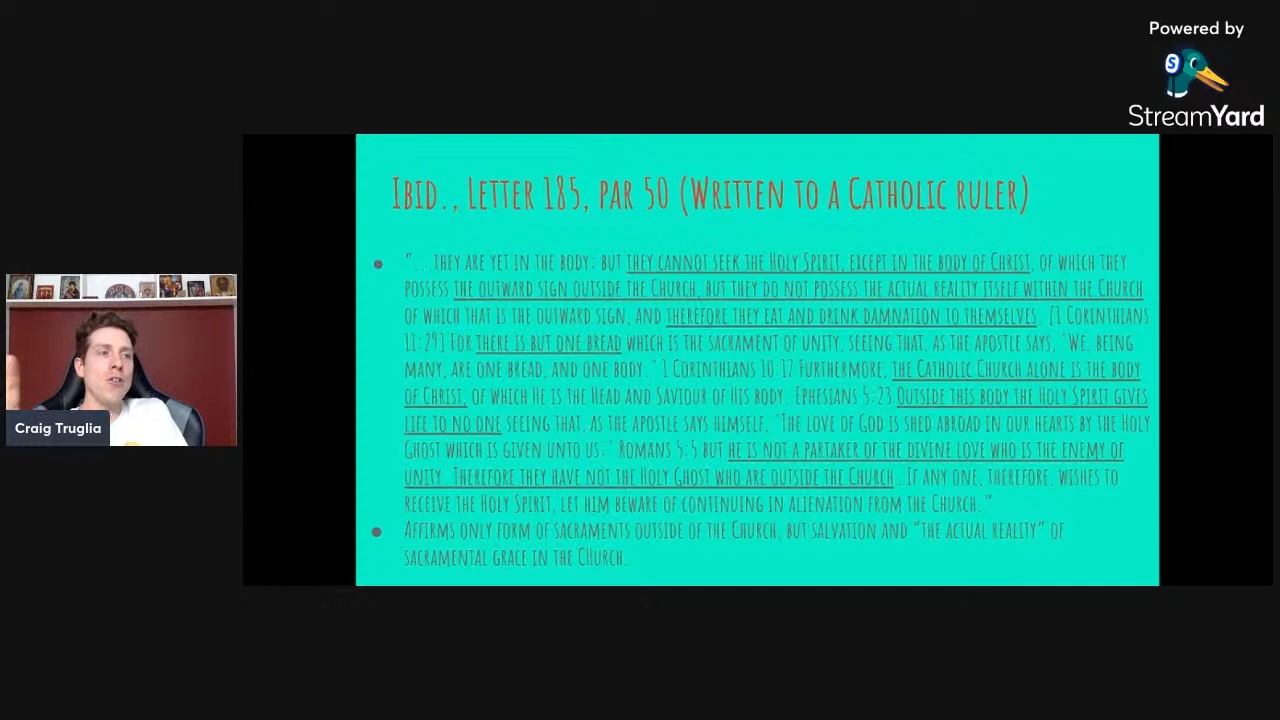 Powered by
StreamYard
Ibid., Letter 185, par 50 (Written to a Catholic ruler)
● "...they are yet in the body: but they cannot seek the Holy Spirit, except in the body of Christ, of which they
possess the outward sign outside the Church, but they do not possess the actual reality itself within the Church
of which that is the outward sign, and therefore they eat and drink damnation to themselves. [1 Corinthians
11:29] For there is but one bread which is the sacrament of unity, seeing that, as the apostle says, "We, being
many, are one bread, and one body." 1 Corinthians 10:17 Furthermore, the Catholic Church alone is the body
of Christ, of which He is the Head and Saviour of His body. Ephesians 5:23 Outside this body the Holy Spirit gives
life to no one seeing that, as the apostle says himself, "The love of God is shed abroad in our hearts by the Holy
Ghost which is given unto us;" Romans 5:5 but he is not a partaker of the divine love who is the enemy of
unity. Therefore they have not the Holy Ghost who are outside the Church...If any one, therefore, wishes to
receive the Holy Spirit, let him beware of continuing in alienation from the Church."
● Affirms only form of sacraments outside of the Church, but salvation and "the actual reality" of
sacramental grace in the CHurch.
Craig Truglia